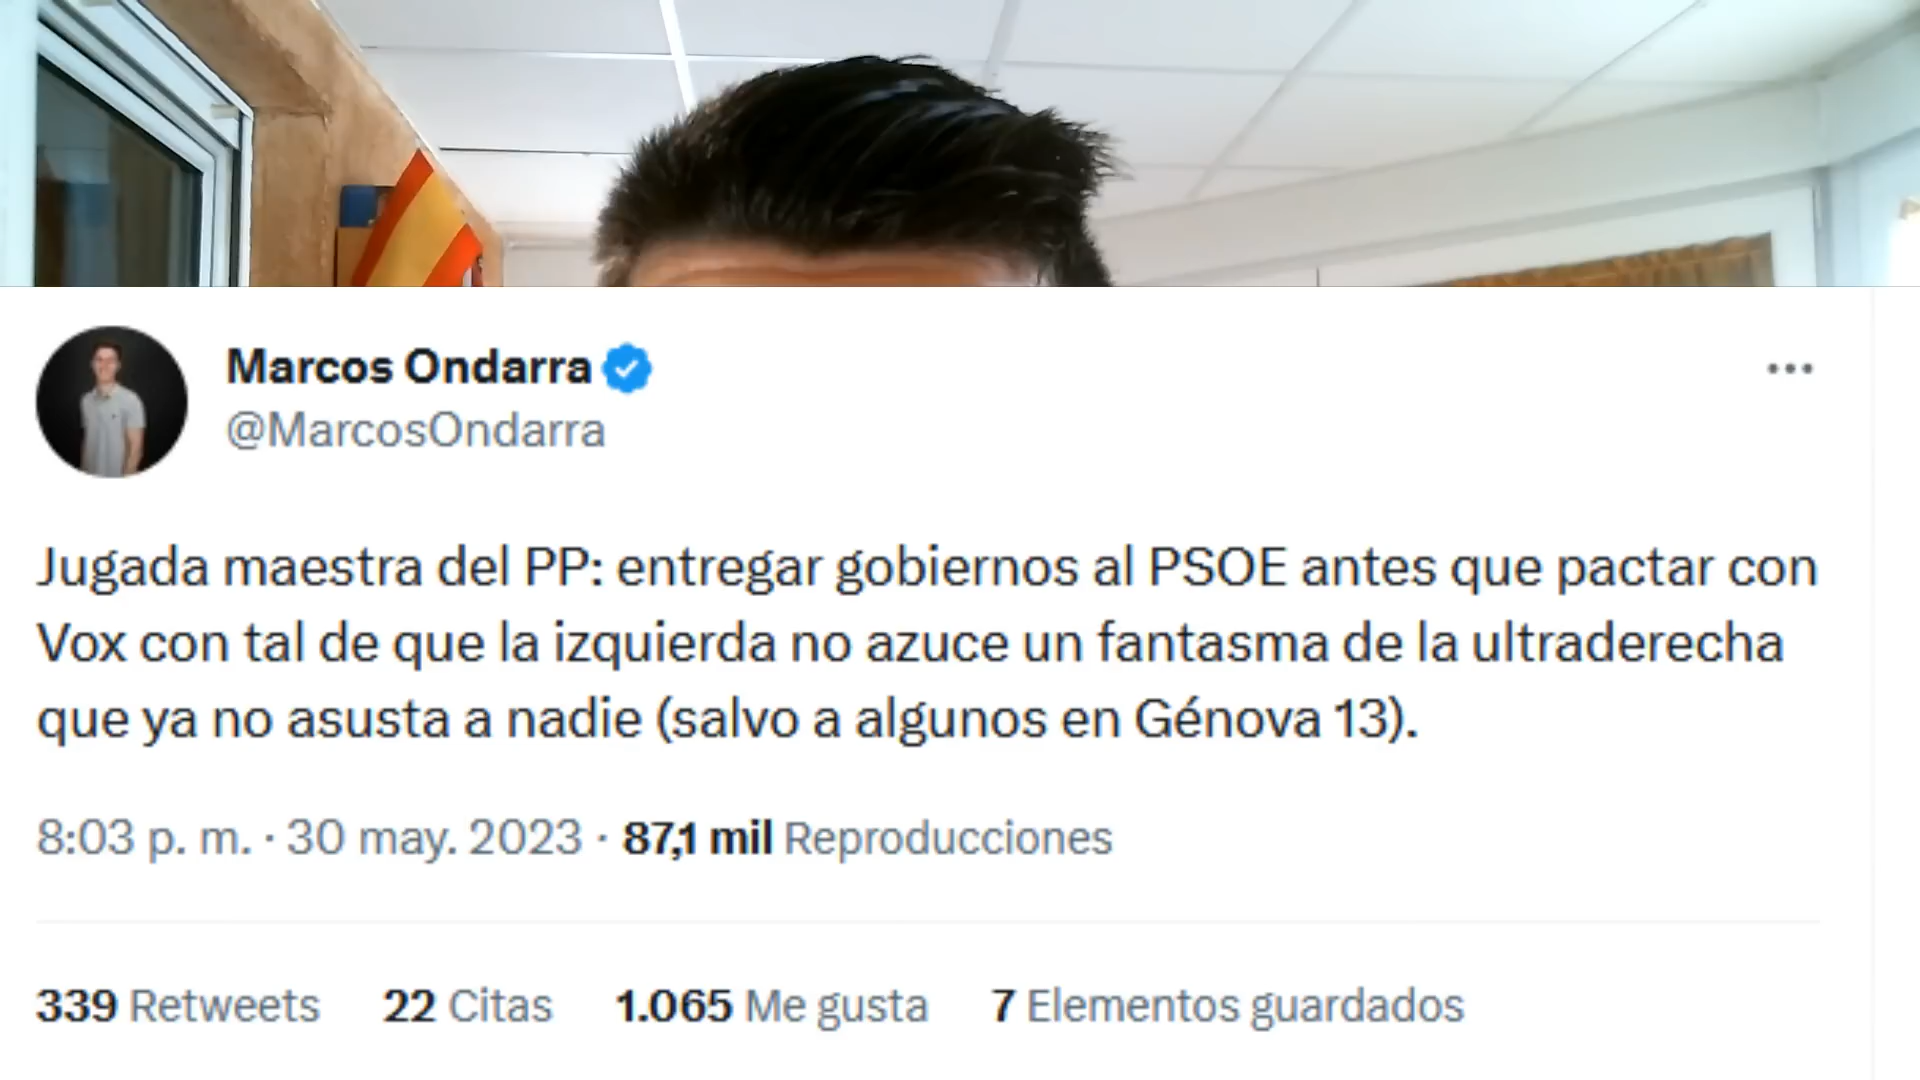 Marcos Ondarra
@MarcosOndarra
Jugada maestra del PP: entregar gobiernos al PSOE antes que pactar con
Vox con tal de que la izquierda no azuce un fantasma de la ultraderecha
que ya no asusta a nadie (salvo a algunos en Génova 13).
8:03 p. m. · 30 may. 2023 · 87,1 mil Reproducciones
339 Retweets 22 Citas 1.065 Me gusta 7 Elementos guardados